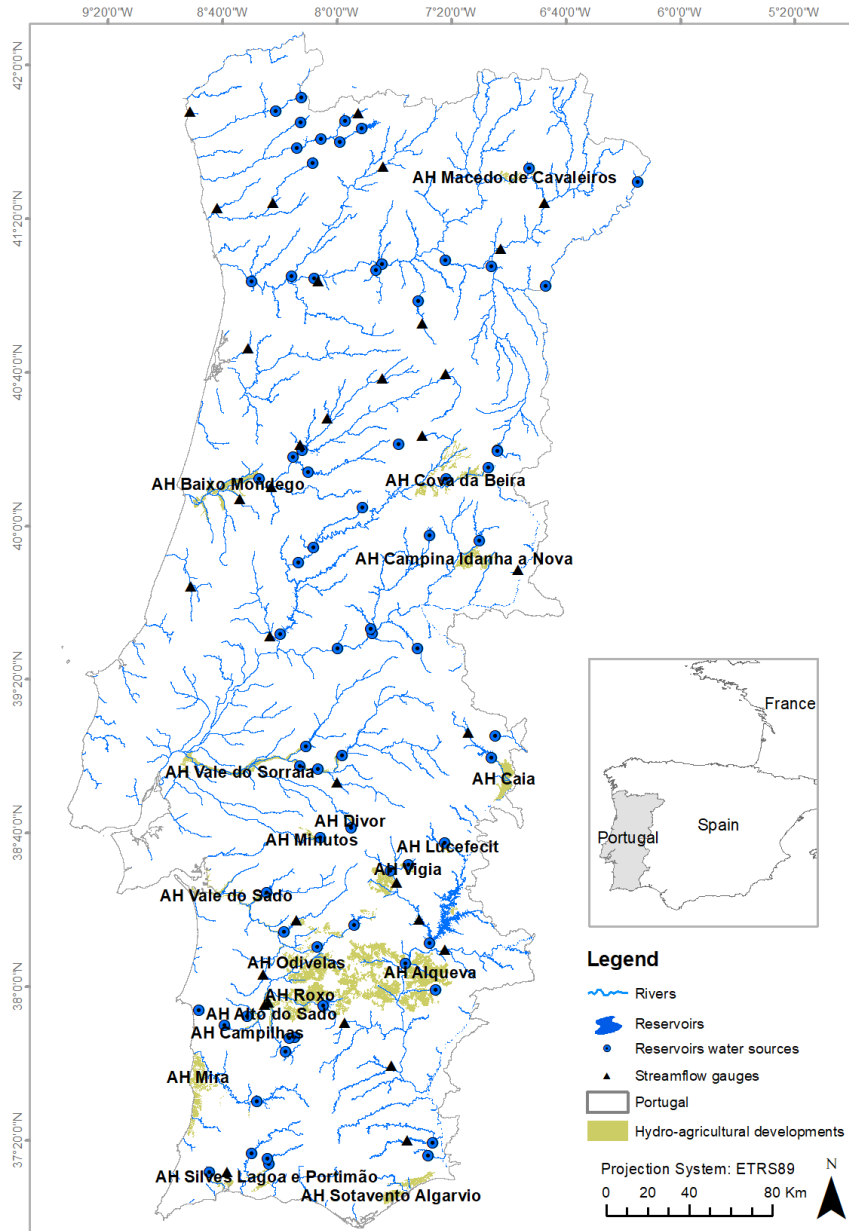 9°20'0"W 8°40'0"W 8°0'0"W 7°20'0"W 6°40'0"W 6°0'0"W 5°20'0"W
42°0'0"N
AH Macedo de Cavaleiros
41°20'0"N
40°40'0"N
AH Baixo Mondego
AH Cova da Beira
40°0'0"N
AH Campina Idanha a Nova
39°20'0"N
France
AH Vale do Sorraia
AH Caia
AH Divor
AH Minutos
38°40'0"N
AH Lucefecit
Portugal
Spain
AH Vigia
AH Vale do Sado
AH Odivelas
Legend
AH Alqueva
38°0'0"N
Rivers
AH Roxo
AH Alto do Sado
Reservoirs
AH Campilhas
Reservoirs water sources
AH Mira
Streamflow gauges
Portugal
37°20'0"N
Hydro-agricultural developments
AH Silves Lagoa e Portimão
Projection System: ETRS89
N
AH Sotavento Algarvio
0 20 40 80 Km